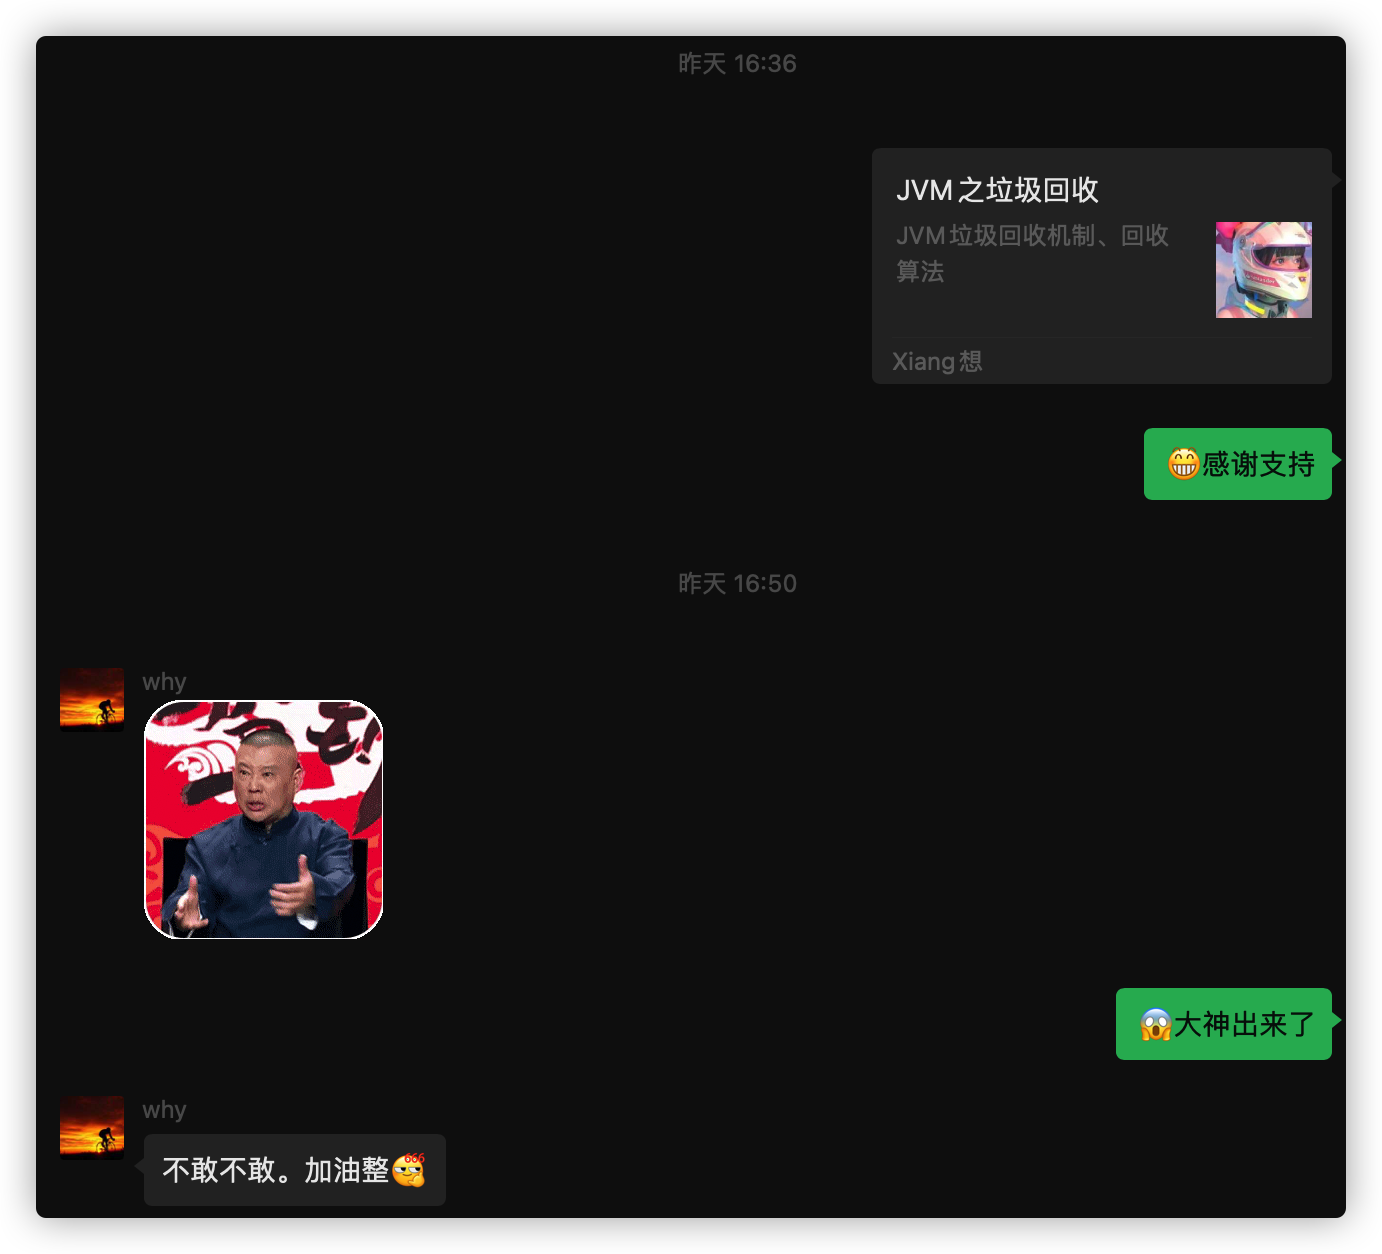 昨天 16:36
JVM之垃圾回收
JVM垃圾回收机制、回收
算法
Xiang想
😁感谢支持
昨天 16:50
why
😱大神出来了
why
不敢不敢。加油整
666